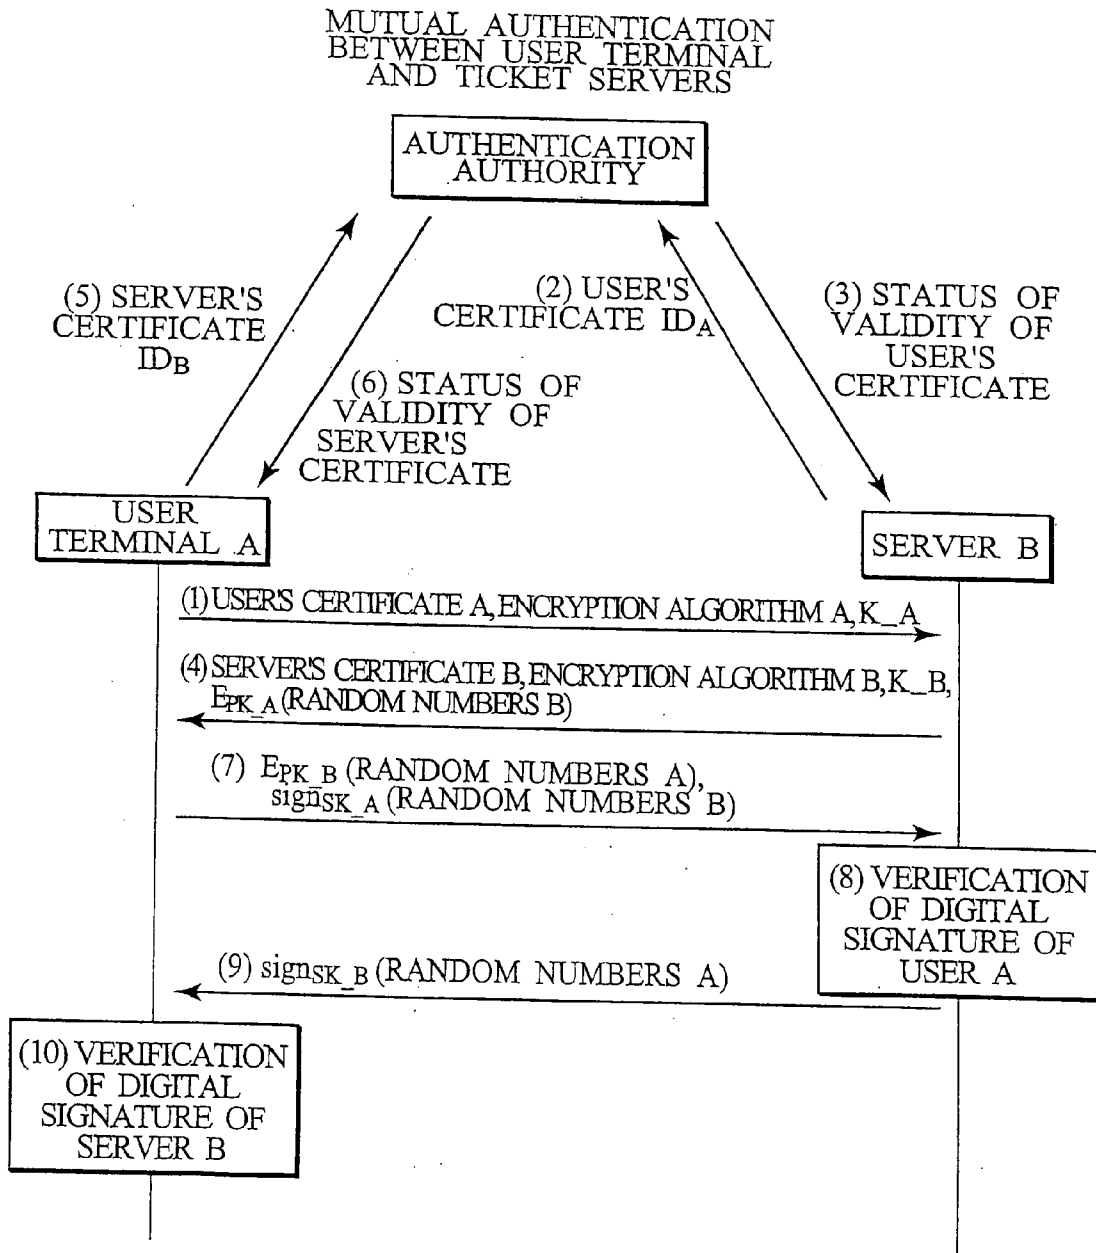 MUTUAL AUTHENTICATION
BETWEEN USER TERMINAL
AND TICKET SERVERS
AUTHENTICATION
AUTHORITY
(5) SERVER'S
CERTIFICATE
IDB
(2) USER'S
CERTIFICATE IDA
(3) STATUS OF
VALIDITY OF
USER'S
CERTIFICATE
(6) STATUS OF
VALIDITY OF
SERVER'S
CERTIFICATE
USER
TERMINAL A
SERVER B
(1) USER'S CERTIFICATE A, ENCRYPTION ALGORITHM A, K_A
(4) SERVER'S CERTIFICATE B, ENCRYPTION ALGORITHM B, K_B,
EPK_A (RANDOM NUMBERS B)
(7) EPK_B (RANDOM NUMBERS A),
signSK_A (RANDOM NUMBERS B)
(8) VERIFICATION
OF DIGITAL
SIGNATURE OF
USER A
(9) signSK_B (RANDOM NUMBERS A)
(10) VERIFICATION
OF DIGITAL
SIGNATURE OF
SERVER B